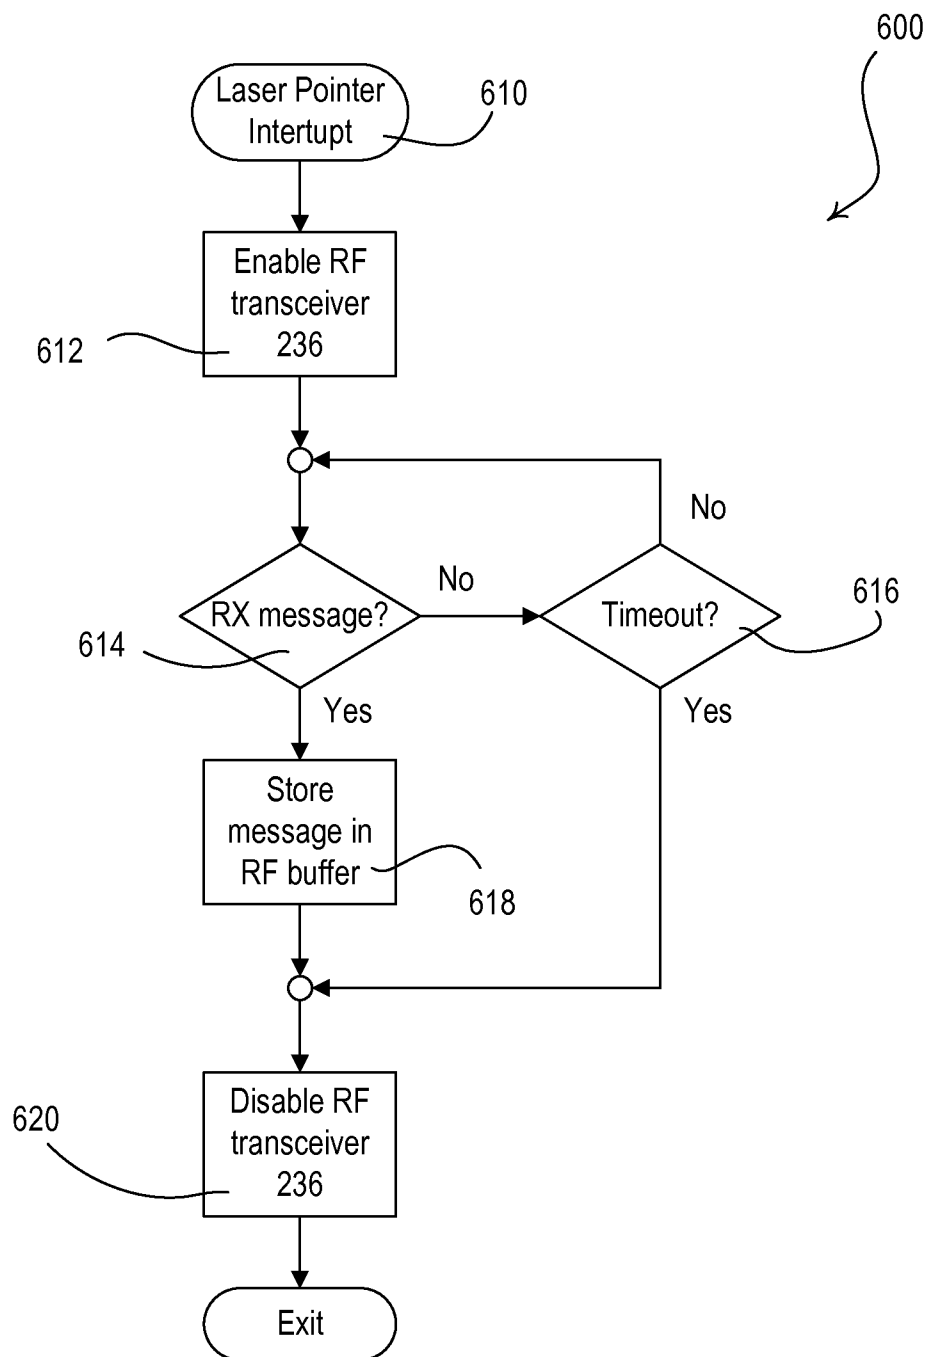 600
Laser Pointer
Intertupt
610
Enable RF
transceiver
236
612
No
RX message?
No
Timeout?
616
614
Yes
Yes
Store
message in
RF buffer
618
Disable RF
transceiver
236
620
Exit